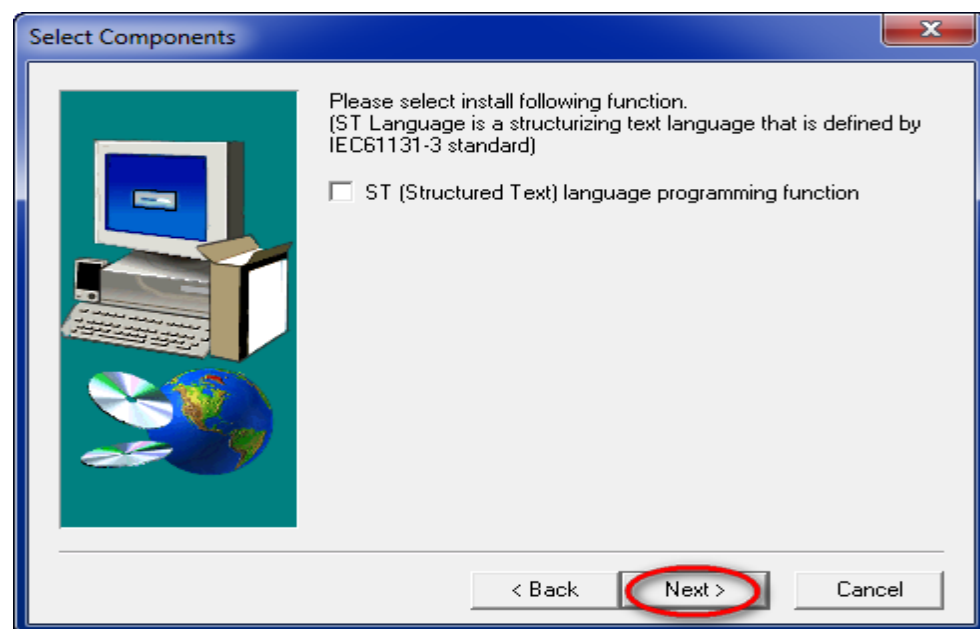 Select Components
Please select install following function.
(ST Language is a structurizing text language that is defined by
IEC61131-3 standard)
ST (Structured Text) language programming function
< Back
Next >
Cancel